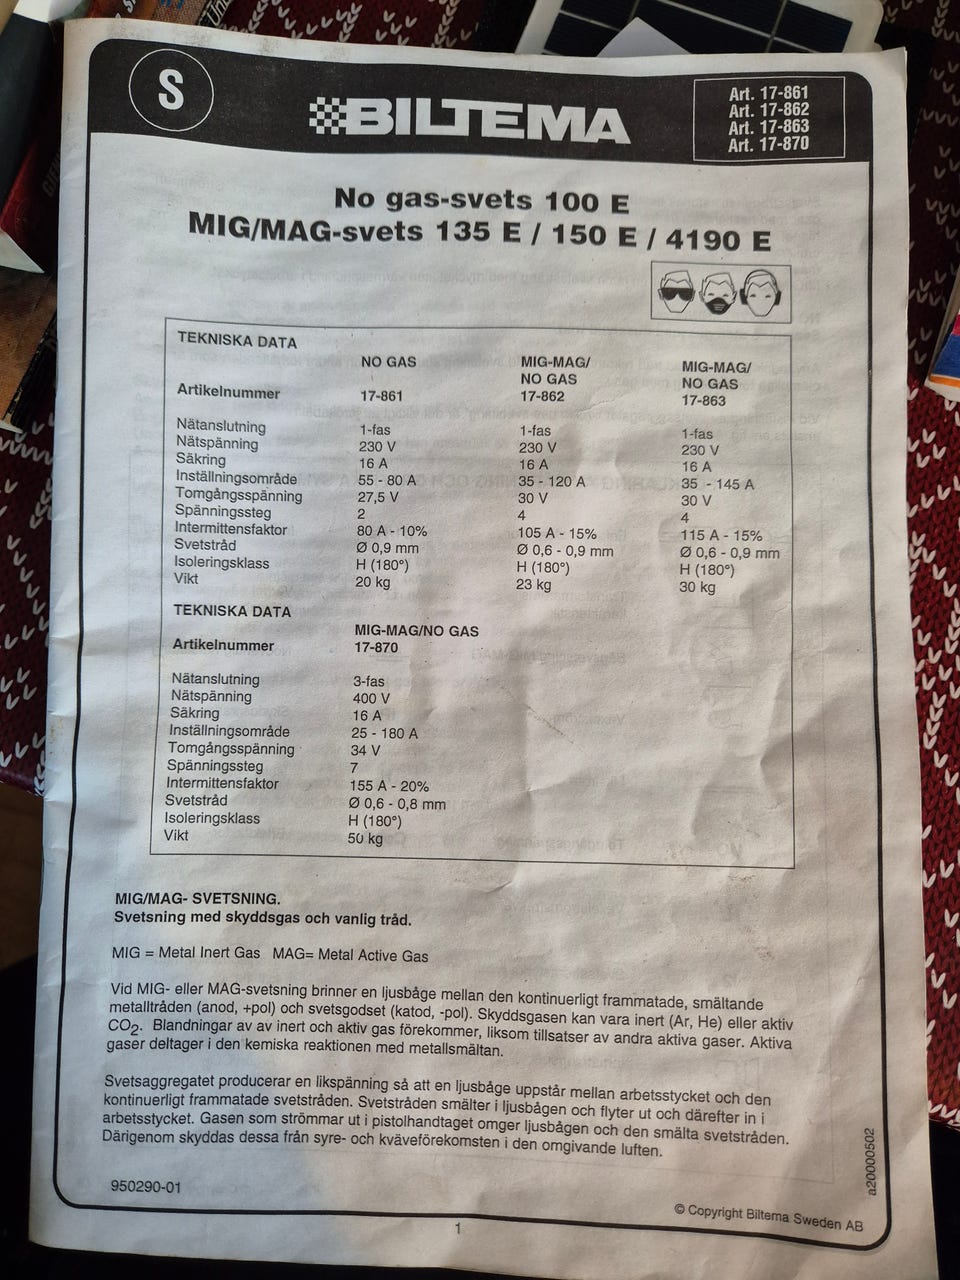 S
BILTEMA
Art. 17-861
Art. 17-862
Art. 17-863
Art. 17-870
No gas-svets 100 E
MIG/MAG-svets 135 E / 150 E / 4190 E
TEKNISKA DATA
NO GAS MIG-MAG/ NO GAS MIG-MAG/ NO GAS
Artikelnummer 17-861 17-862 17-863
Nätanslutning 1-fas 1-fas 1-fas
Nätspänning 230 V 230 V 230 V
Säkring 16 A 16 A 16 A
Inställningsområde 55 - 80 A 35 - 120 A 35 - 145 A
Tomgångsspänning 27,5 V 30 V 30 V
Spänningssteg 2 4 4
Intermittensfaktor 80 A - 10% 105 A - 15% 115 A - 15%
Svetstråd Ø 0,9 mm Ø 0,6 - 0,9 mm Ø 0,6 - 0,9 mm
Isoleringsklass H (180°) H (180°) H (180°)
Vikt 20 kg 23 kg 30 kg
TEKNISKA DATA
MIG-MAG/NO GAS
Artikelnummer 17-870
Nätanslutning 3-fas
Nätspänning 400 V
Säkring 16 A
Inställningsområde 25 - 180 A
Tomgångsspänning 34 V
Spänningssteg 7
Intermittensfaktor 155 A - 20%
Svetstråd Ø 0,6 - 0,8 mm
Isoleringsklass H (180°)
Vikt 50 kg
MIG/MAG- SVETSNING.
Svetsning med skyddsgas och vanlig tråd.
MIG = Metal Inert Gas MAG= Metal Active Gas
Vid MIG- eller MAG-svetsning brinner en ljusbåge mellan den kontinuerligt frammatade, smältande
metalltråden (anod, +pol) och svetsgodset (katod, -pol). Skyddsgasen kan vara inert (Ar, He) eller aktiv
CO2. Blandningar av av inert och aktiv gas förekommer, liksom tillsatser av andra aktiva gaser. Aktiva
gaser deltager i den kemiska reaktionen med metallsmältan.
Svetsaggregatet producerar en likspänning så att en ljusbåge uppstår mellan arbetsstycket och den
kontinuerligt frammatade svetstråden. Svetstråden smälter i ljusbågen och flyter ut och därefter in i
arbetsstycket. Gasen som strömmar ut i pistolhandtaget omger ljusbågen och den smälta svetstråden.
Därigenom skyddas dessa från syre- och kväveförekomsten i den omgivande luften.
950290-01
a20000502
© Copyright Biltema Sweden AB
1